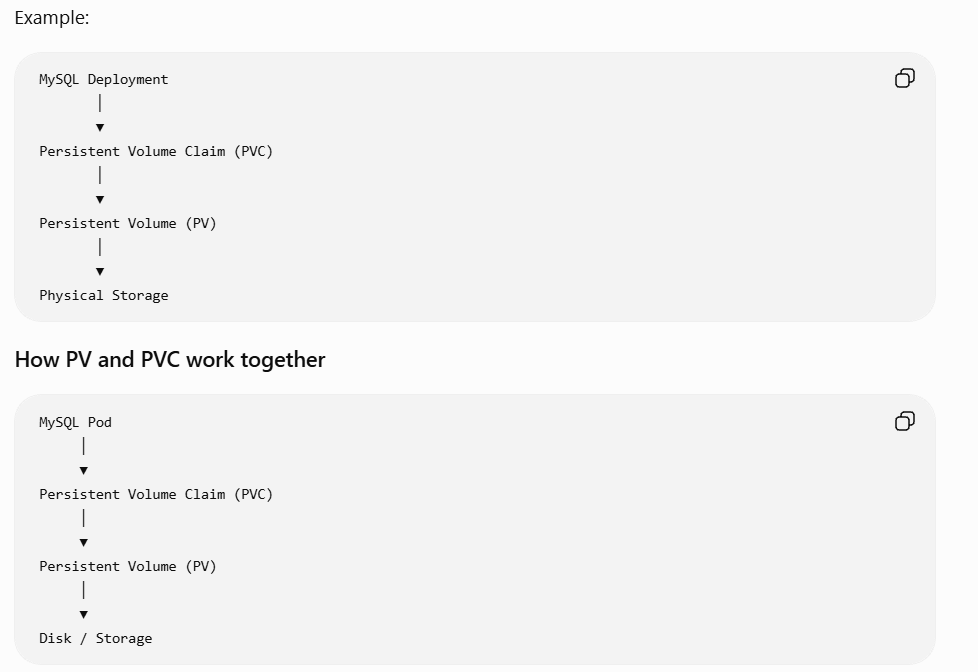 Example:
MySQL Deployment
│
▼
Persistent Volume Claim (PVC)
│
▼
Persistent Volume (PV)
│
▼
Physical Storage
How PV and PVC work together
MySQL Pod
│
▼
Persistent Volume Claim (PVC)
│
▼
Persistent Volume (PV)
│
▼
Disk / Storage